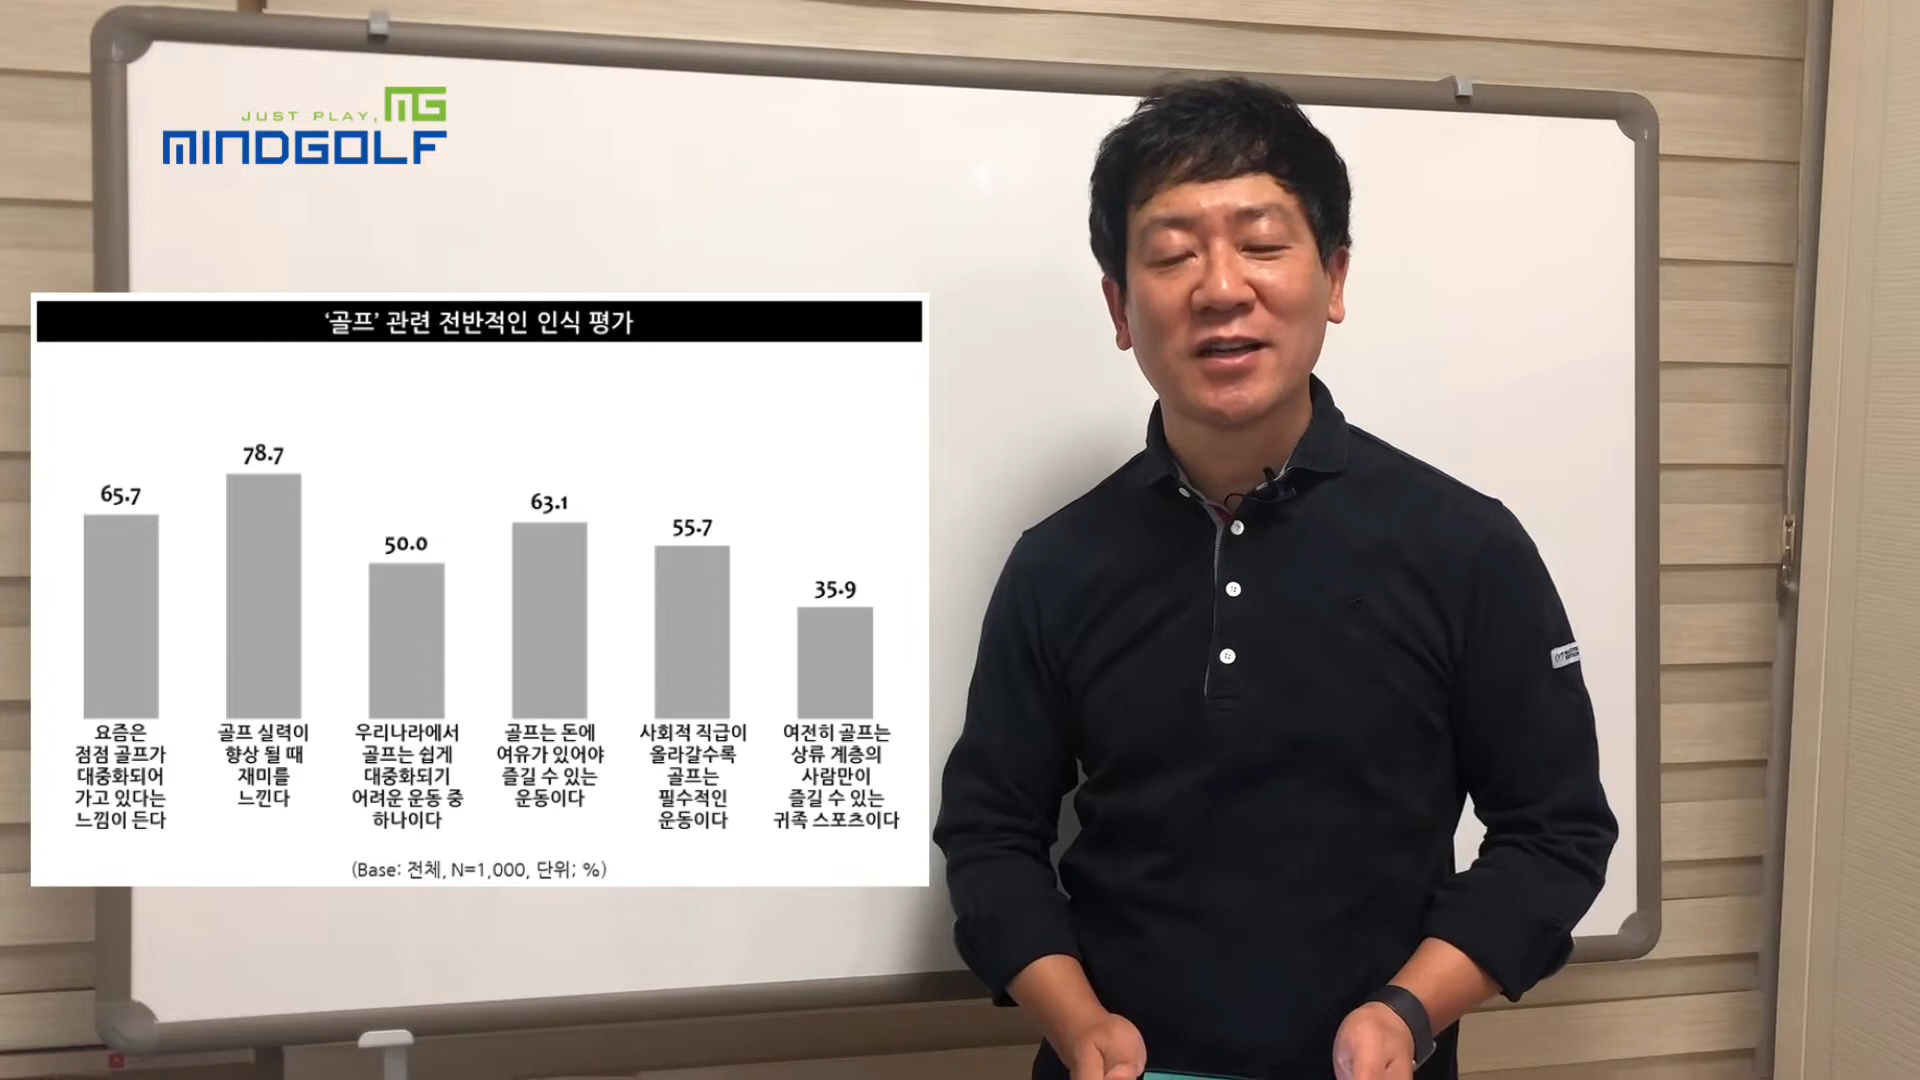 JUST PLAY, MG
MINDGOLF
‘골프’ 관련 전반적인 인식 평가
65.7
78.7
50.0
63.1
55.7
35.9
요즘은
점점 골프가
대중화되어
가고 있다는
느낌이 든다
골프 실력이
향상 될 때
재미를
느낀다
우리나라에서
골프는 쉽게
대중화되기
어려운 운동 중
하나이다
골프는 돈에
여유가 있어야
즐길 수 있는
운동이다
사회적 직급이
올라갈수록
골프는
필수적인
운동이다
여전히 골프는
상류 계층의
사람만이
즐길 수 있는
귀족 스포츠이다
(Base: 전체, N=1,000, 단위; %)